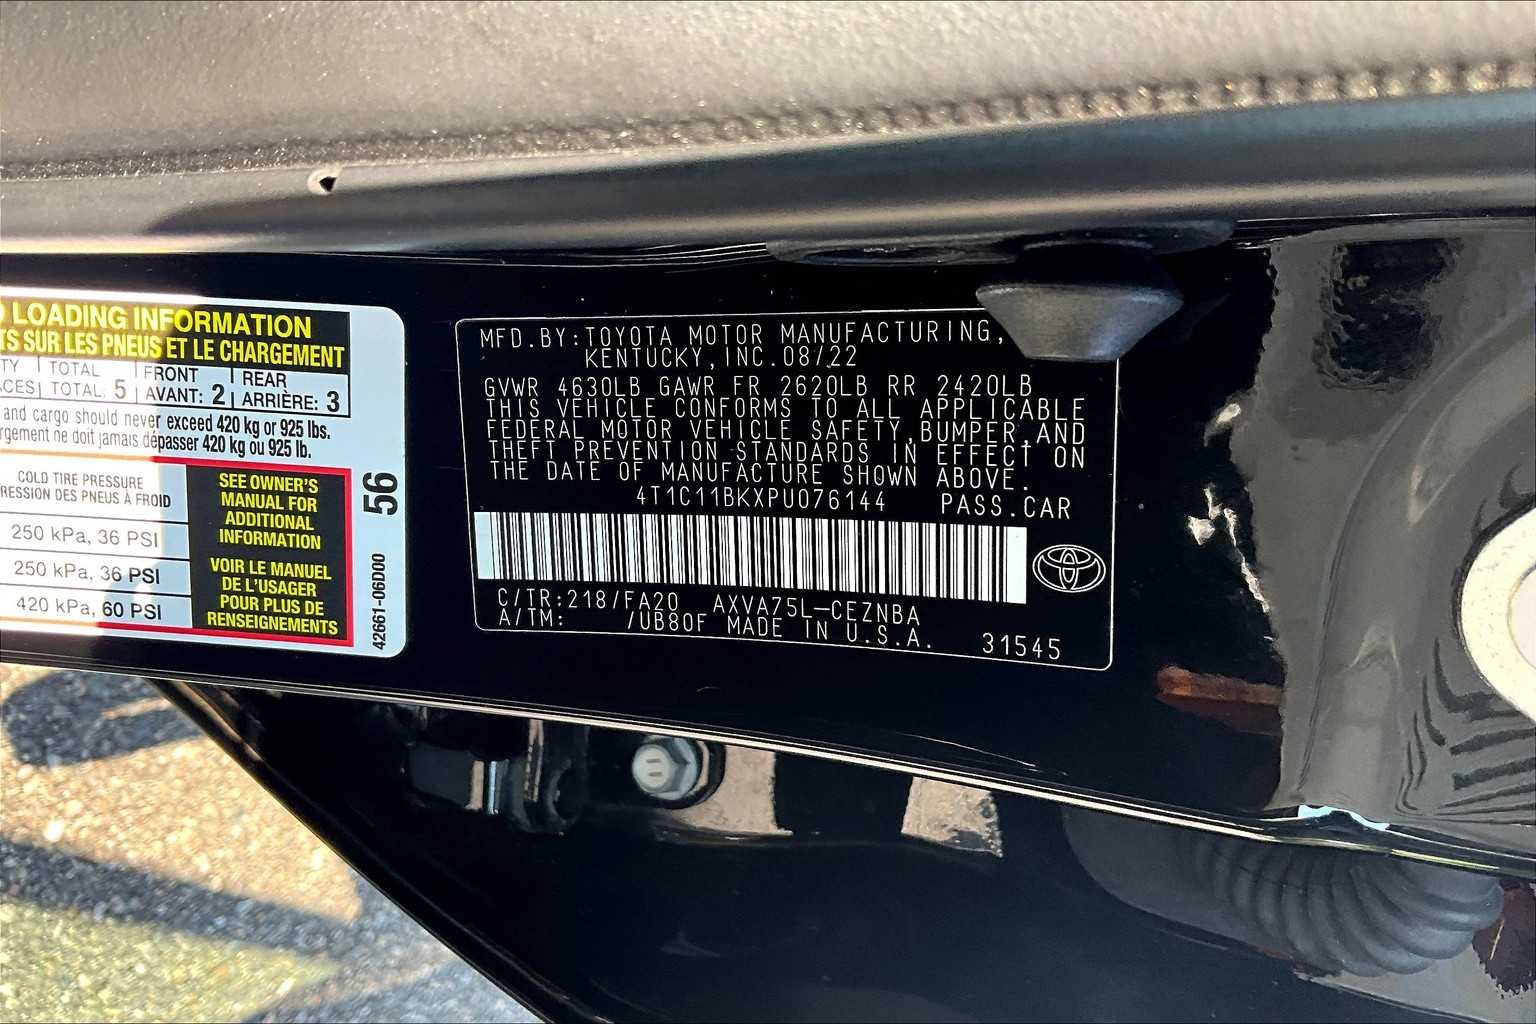 LOADING INFORMATION
TS SUR LES PNEUS ET LE CHARGEMENT
TY TOTAL FRONT REAR
ACES TOTAL: 5 AVANT: 2 ARRIÈRE: 3
and cargo should never exceed 420 kg or 925 lbs.
rgement ne doit jamais dépasser 420 kg ou 925 lb.
COLD TIRE PRESSURE
RESSION DES PNEUS À FROID
250 kPa, 36 PSI
250 kPa, 36 PSI
420 kPa, 60 PSI
SEE OWNER'S
MANUAL FOR
ADDITIONAL
INFORMATION
VOIR LE MANUEL
DE L'USAGER
POUR PLUS DE
RENSEIGNEMENTS
56
42661-06D00
MFD.BY:TOYOTA MOTOR MANUFACTURING,
KENTUCKY,INC.08/22
GVWR 4630LB GAWR FR 2620LB RR 2420LB
THIS VEHICLE CONFORMS TO ALL APPLICABLE
FEDERAL MOTOR VEHICLE SAFETY,BUMPER,AND
THEFT PREVENTION STANDARDS IN EFFECT ON
THE DATE OF MANUFACTURE SHOWN ABOVE.
4T1C11BKXPU076144 PASS.CAR
C/TR:218/FA20 AXVA75L-CEZNBA
A/TM: /UB80F MADE IN U.S.A. 31545